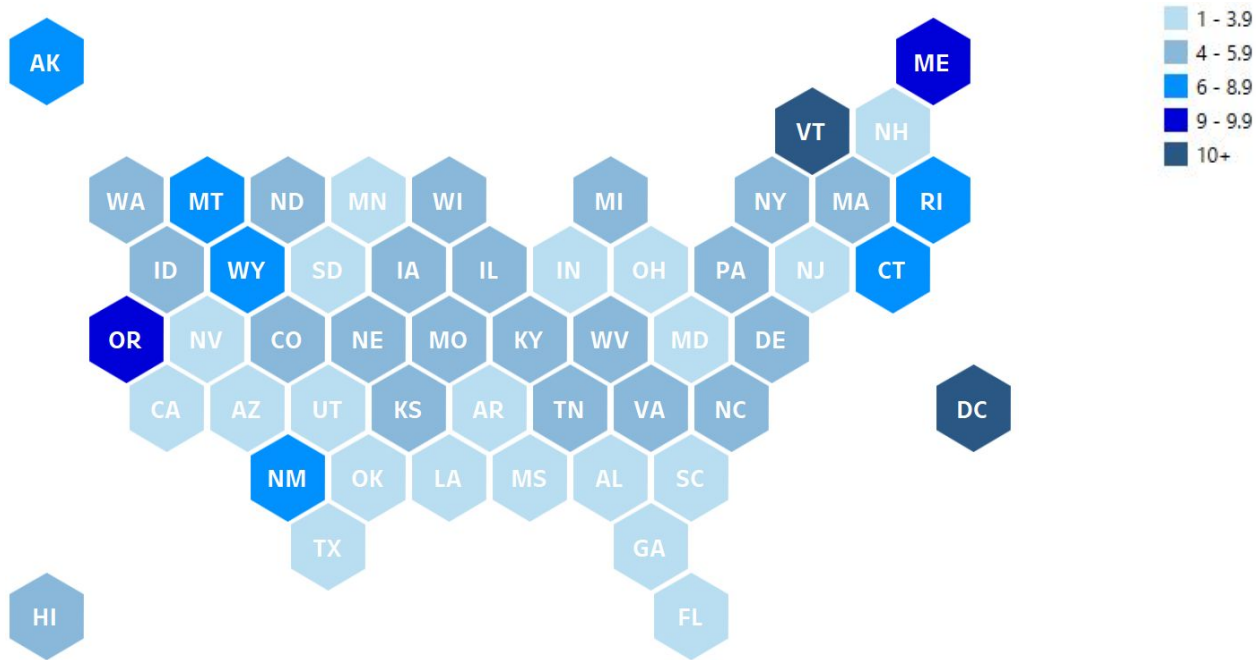 AK
ME
VT NH
WA MT ND MN WI MI NY MA RI
ID WY SD IA IL IN OH PA NJ CT
OR NV CO NE MO KY WV MD DE
CA AZ UT KS AR TN VA NC DC
NM OK LA MS AL SC
TX GA
HI FL
1 - 3.9
4 - 5.9
6 - 8.9
9 - 9.9
10+